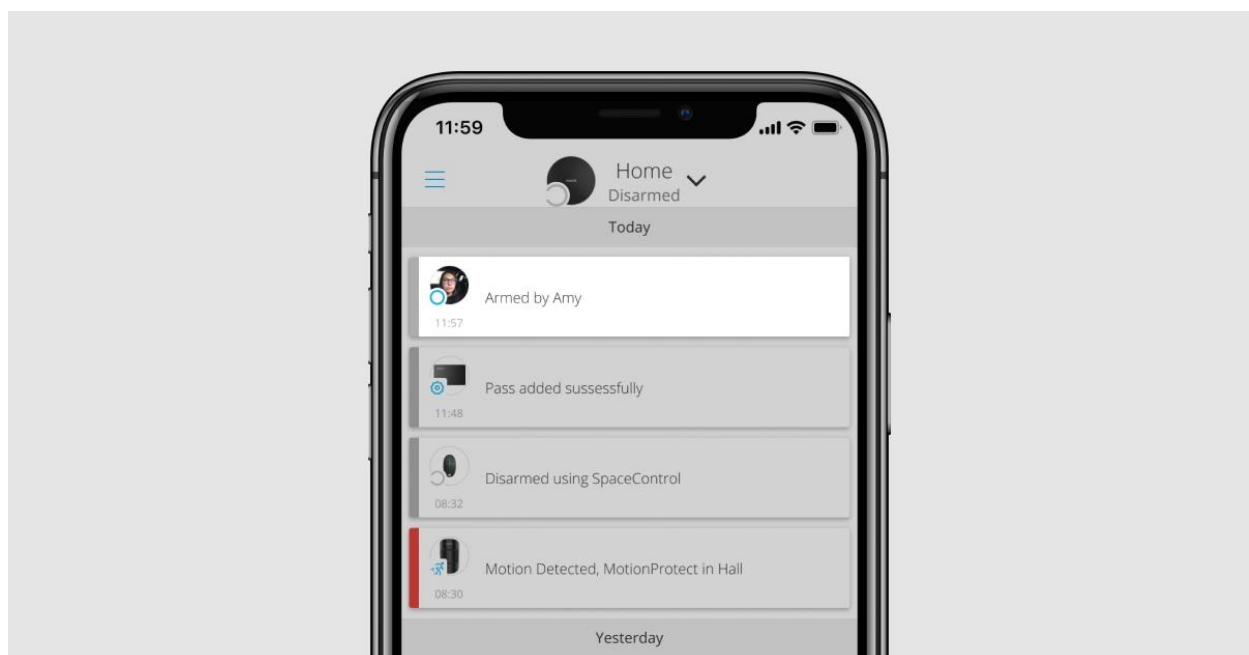 11:59
Home
Disarmed
Today
Armed by Amy
11:57
Pass added sussessfully
11:48
Disarmed using SpaceControl
08:32
Motion Detected, MotionProtect in Hall
08:30
Yesterday